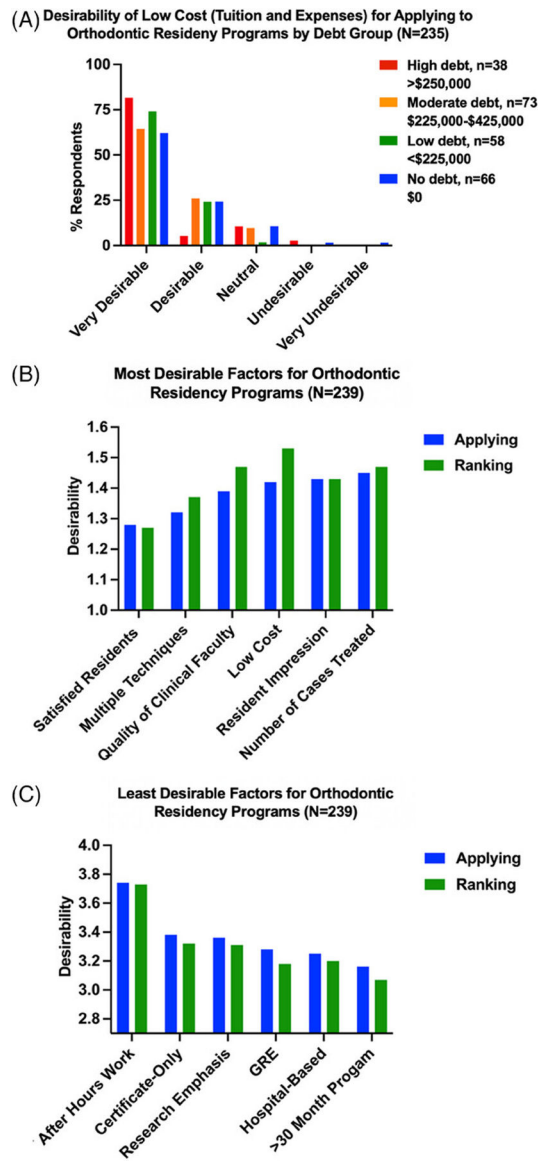 (A)
Desirability of Low Cost (Tuition and Expenses) for Applying to
Orthodontic Resideny Programs by Debt Group (N=235)
% Respondents
100
75
50
25
0
High debt, n=38
>$250,000
Moderate debt, n=73
$225,000-$425,000
Low debt, n=58
<$225,000
No debt, n=66
$0
Very Desirable
Desirable
Neutral
Undesirable
Very Undesirable
(B)
Most Desirable Factors for Orthodontic
Residency Programs (N=239)
Desirability
1.6
1.5
1.4
1.3
1.2
1.1
1.0
Applying
Ranking
Satisfied Residents
Multiple Techniques
Quality of Clinical Faculty
Low Cost
Resident Impression
Number of Cases Treated
(C)
Least Desirable Factors for Orthodontic
Residency Programs (N=239)
Desirability
4.0
3.8
3.6
3.4
3.2
3.0
2.8
Applying
Ranking
After Hours Work
Certificate-Only
Research Emphasis
GRE
Hospital-Based
>30 Month Progam